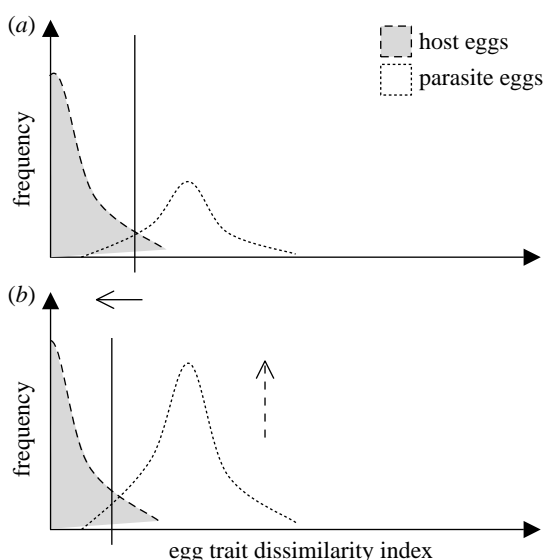 (a)
host eggs
parasite eggs
frequency
(b)
frequency
egg trait dissimilarity index